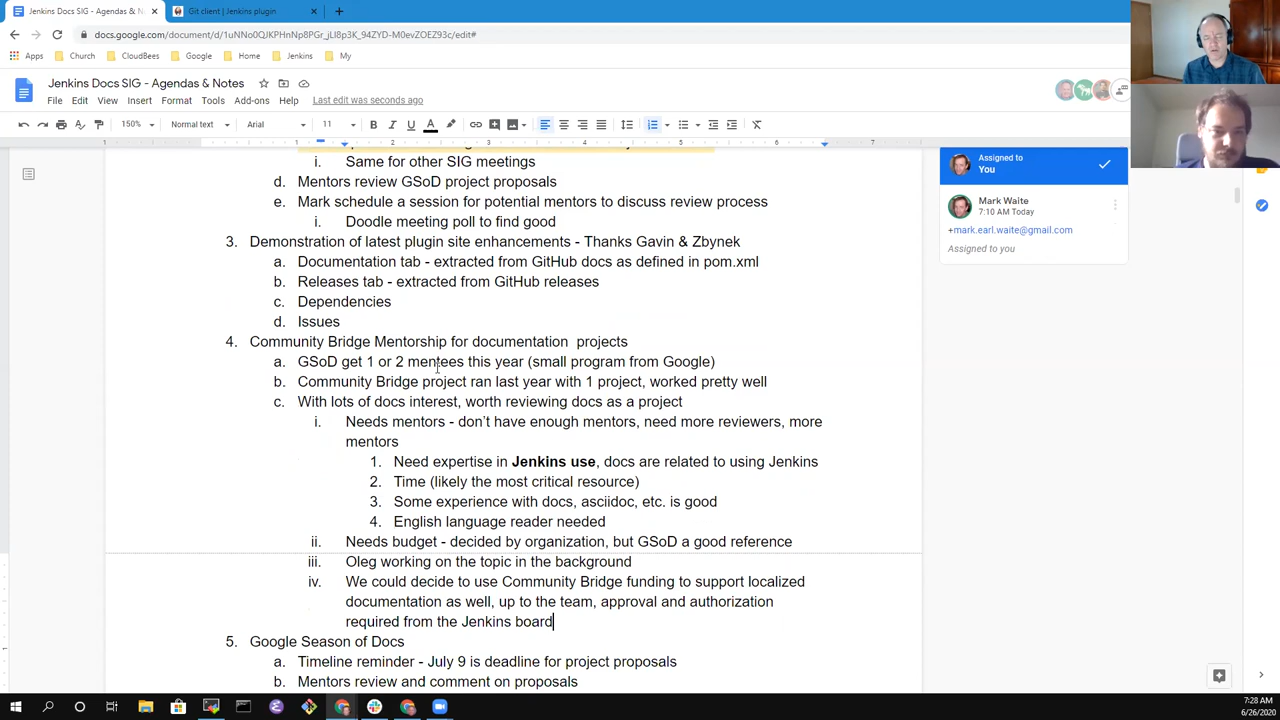 Jenkins Docs SIG - Agendas & N
Git client | Jenkins plugin
docs.google.com/document/d/1uNNo0QJKPHnNp8PGr_jLl8p3K_94ZYD-M0evZOEZ93c/edit#
Apps Church CloudBees Google Home Jenkins My
Jenkins Docs SIG - Agendas & Notes
File Edit View Insert Format Tools Add-ons Help Last edit was seconds ago
150% Normal text Arial 11
1 1 2 3 4 5 6 7
i. Same for other SIG meetings
d. Mentors review GSoD project proposals
e. Mark schedule a session for potential mentors to discuss review process
i. Doodle meeting poll to find good
3. Demonstration of latest plugin site enhancements - Thanks Gavin & Zbynek
a. Documentation tab - extracted from GitHub docs as defined in pom.xml
b. Releases tab - extracted from GitHub releases
c. Dependencies
d. Issues
4. Community Bridge Mentorship for documentation projects
a. GSoD get 1 or 2 mentees this year (small program from Google)
b. Community Bridge project ran last year with 1 project, worked pretty well
c. With lots of docs interest, worth reviewing docs as a project
i. Needs mentors - don't have enough mentors, need more reviewers, more
mentors
1. Need expertise in Jenkins use, docs are related to using Jenkins
2. Time (likely the most critical resource)
3. Some experience with docs, asciidoc, etc. is good
4. English language reader needed
ii. Needs budget - decided by organization, but GSoD a good reference
iii. Oleg working on the topic in the background
iv. We could decide to use Community Bridge funding to support localized
documentation as well, up to the team, approval and authorization
required from the Jenkins board
5. Google Season of Docs
a. Timeline reminder - July 9 is deadline for project proposals
b. Mentors review and comment on proposals
Assigned to
You
Mark Waite
7:10 AM Today
+mark.earl.waite@gmail.com
Assigned to you
7:28 AM
6/26/2020